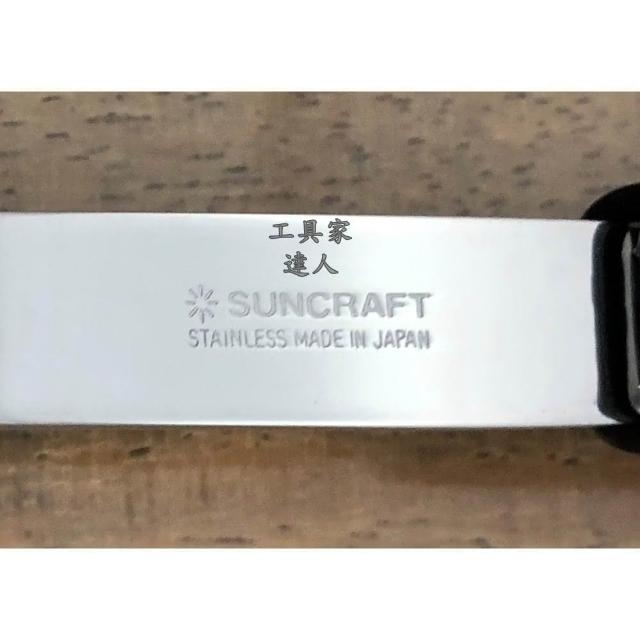 工具家
達人
SUNCRAFT
STAINLESS MADE IN JAPAN